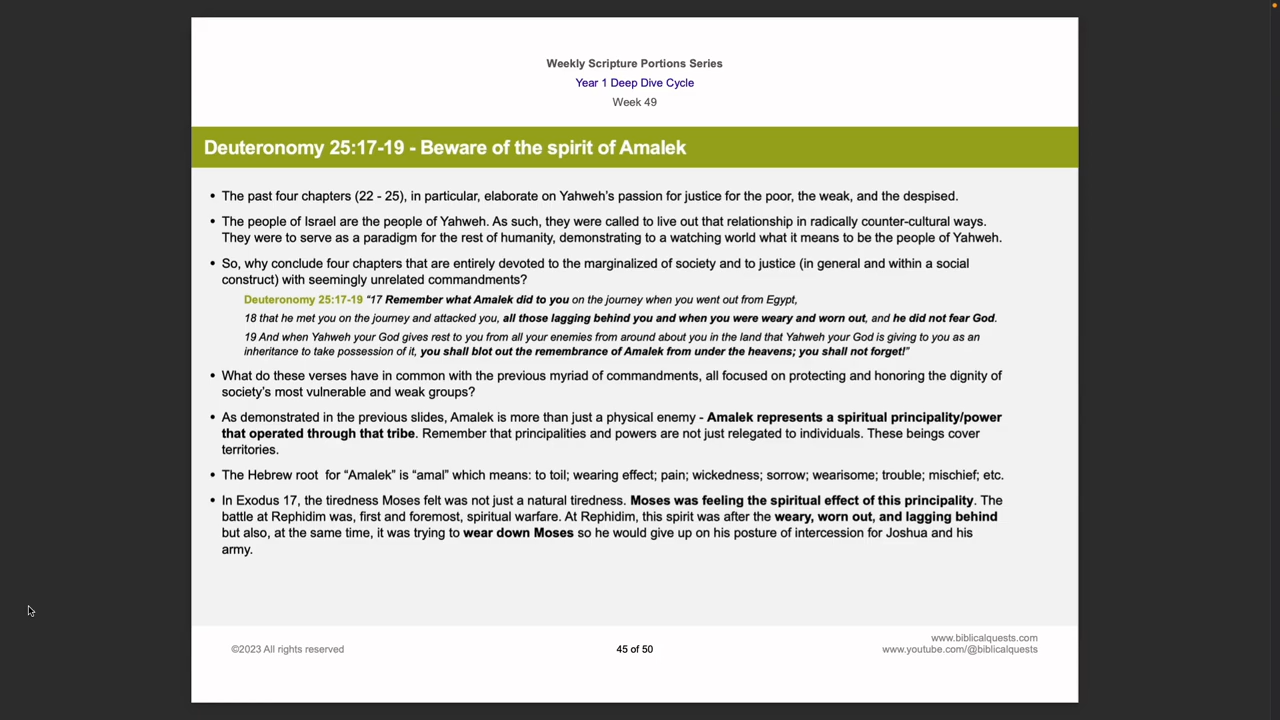 Weekly Scripture Portions Series
Year 1 Deep Dive Cycle
Week 49
Deuteronomy 25:17-19 - Beware of the spirit of Amalek
• The past four chapters (22 - 25), in particular, elaborate on Yahweh's passion for justice for the poor, the weak, and the despised.
• The people of Israel are the people of Yahweh. As such, they were called to live out that relationship in radically counter-cultural ways.
They were to serve as a paradigm for the rest of humanity, demonstrating to a watching world what it means to be the people of Yahweh.
• So, why conclude four chapters that are entirely devoted to the marginalized of society and to justice (in general and within a social
construct) with seemingly unrelated commandments?
Deuteronomy 25:17-19 "17 Remember what Amalek did to you on the journey when you went out from Egypt,
18 that he met you on the journey and attacked you, all those lagging behind you and when you were weary and worn out, and he did not fear God.
19 And when Yahweh your God gives rest to you from all your enemies from around about you in the land that Yahweh your God is giving to you as an
inheritance to take possession of it, you shall blot out the remembrance of Amalek from under the heavens; you shall not forget!"
• What do these verses have in common with the previous myriad of commandments, all focused on protecting and honoring the dignity of
society's most vulnerable and weak groups?
• As demonstrated in the previous slides, Amalek is more than just a physical enemy - Amalek represents a spiritual principality/power
that operated through that tribe. Remember that principalities and powers are not just relegated to individuals. These beings cover
territories.
• The Hebrew root  for "Amalek" is "amal" which means: to toil; wearing effect; pain; wickedness; sorrow; wearisome; trouble; mischief; etc.
• In Exodus 17, the tiredness Moses felt was not just a natural tiredness. Moses was feeling the spiritual effect of this principality. The
battle at Rephidim was, first and foremost, spiritual warfare. At Rephidim, this spirit was after the weary, worn out, and lagging behind
but also, at the same time, it was trying to wear down Moses so he would give up on his posture of intercession for Joshua and his
army.
©2023 All rights reserved
45 of 50
www.biblicalquests.com
www.youtube.com/@biblicalquests